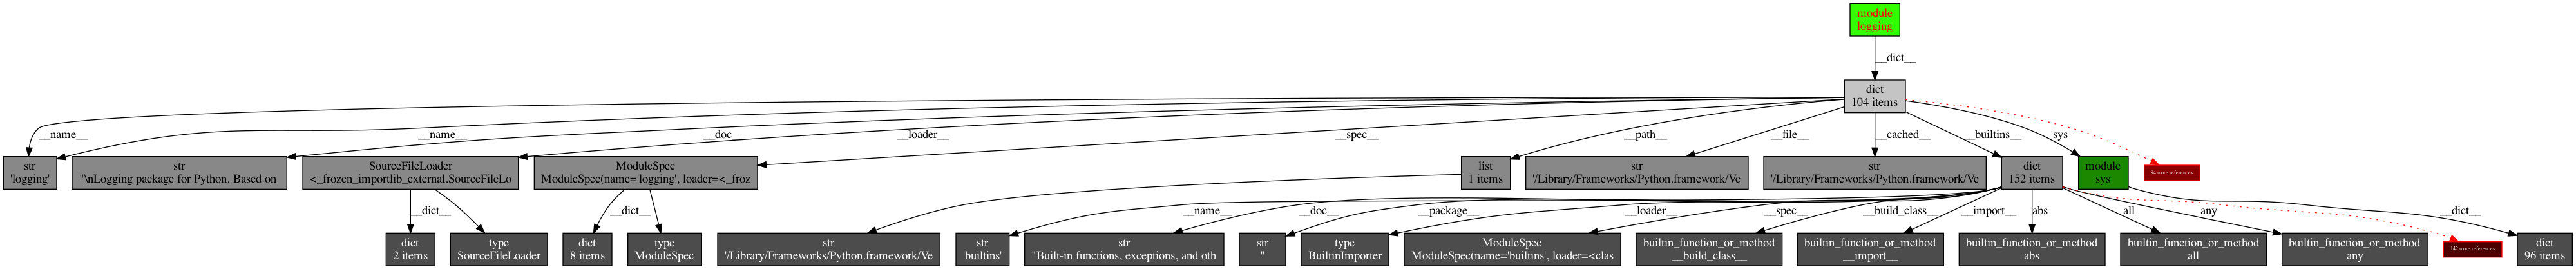 module
logging
__dict__
dict
104 items
__name__
__name__
__doc__
__loader__
__spec__
__path__
__file__
__cached__
__builtins__
sys
str
'logging'
str
"\nLogging package for Python. Based on
SourceFileLoader
<_frozen_importlib_external.SourceFileLo
ModuleSpec
ModuleSpec(name='logging', loader=<_froz
list
1 items
str
'/Library/Frameworks/Python.framework/Ve
str
'/Library/Frameworks/Python.framework/Ve
dict
152 items
module
sys
94 more references
__dict__
__dict__
__name__
__doc__
__package__
__loader__
__spec__
__build_class__
__import__
abs
all
any
__dict__
dict
2 items
type
SourceFileLoader
dict
8 items
type
ModuleSpec
str
'/Library/Frameworks/Python.framework/Ve
str
'builtins'
str
"Built-in functions, exceptions, and oth
str
''
type
BuiltinImporter
ModuleSpec
ModuleSpec(name='builtins', loader=<clas
builtin_function_or_method
__build_class__
builtin_function_or_method
__import__
builtin_function_or_method
abs
builtin_function_or_method
all
builtin_function_or_method
any
142 more references
dict
96 items